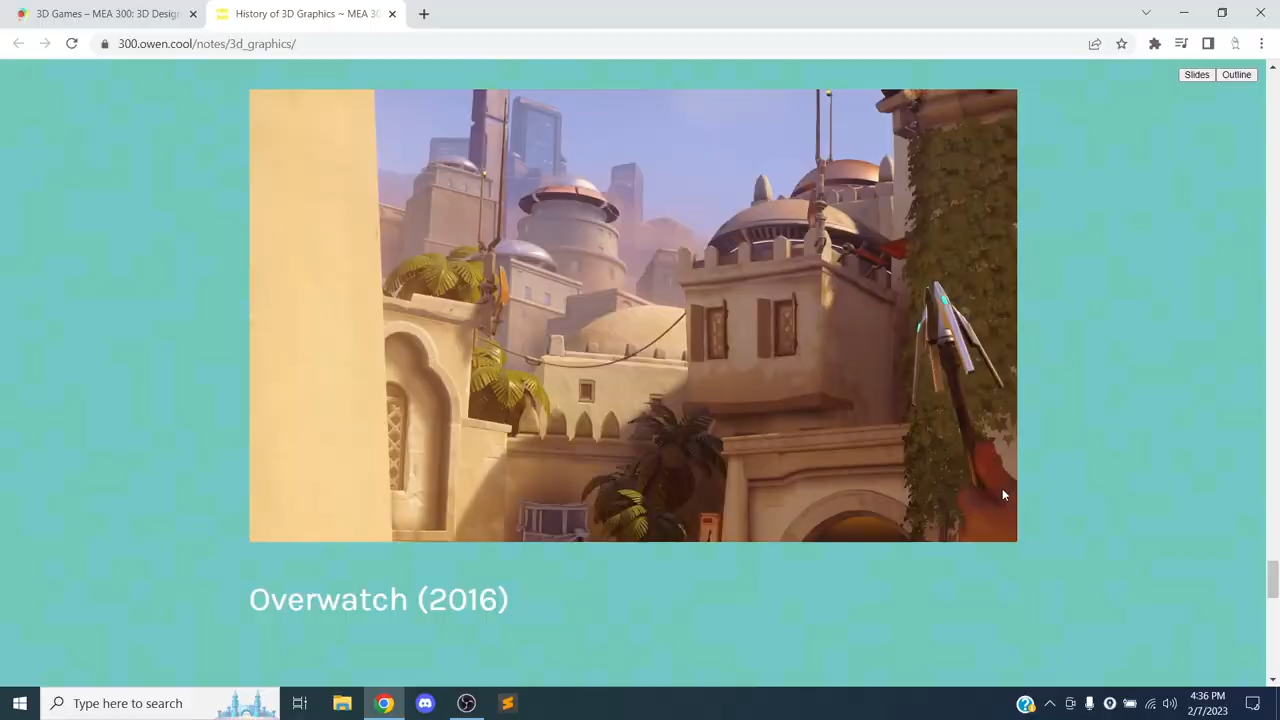 3D Games – MEA 300: 3D Design
History of 3D Graphics ~ MEA 30
300.owen.cool/notes/3d_graphics/
Slides
Outline
Overwatch (2016)
Type here to search
4:36 PM
2/7/2023